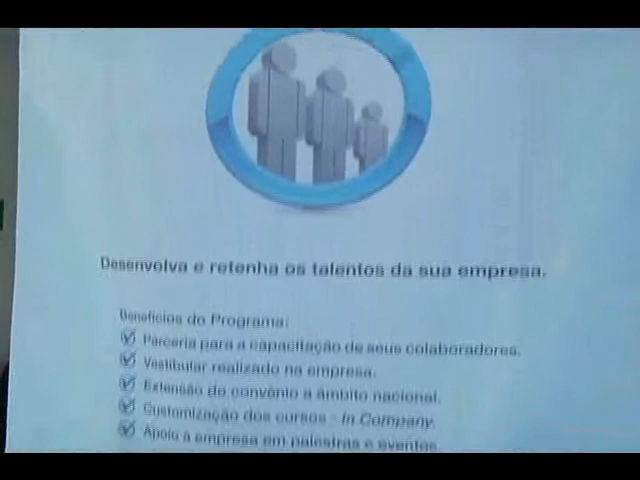 Desenvolva e retenha os talentos da sua empresa.
Benefícios do Programa:
Parceria para a capacitação de seus colaboradores.
Vestibular realizado na empresa.
Extensão do convênio a âmbito nacional.
Customização dos cursos - In Company.
Apoio à empresa em palestras e eventos.